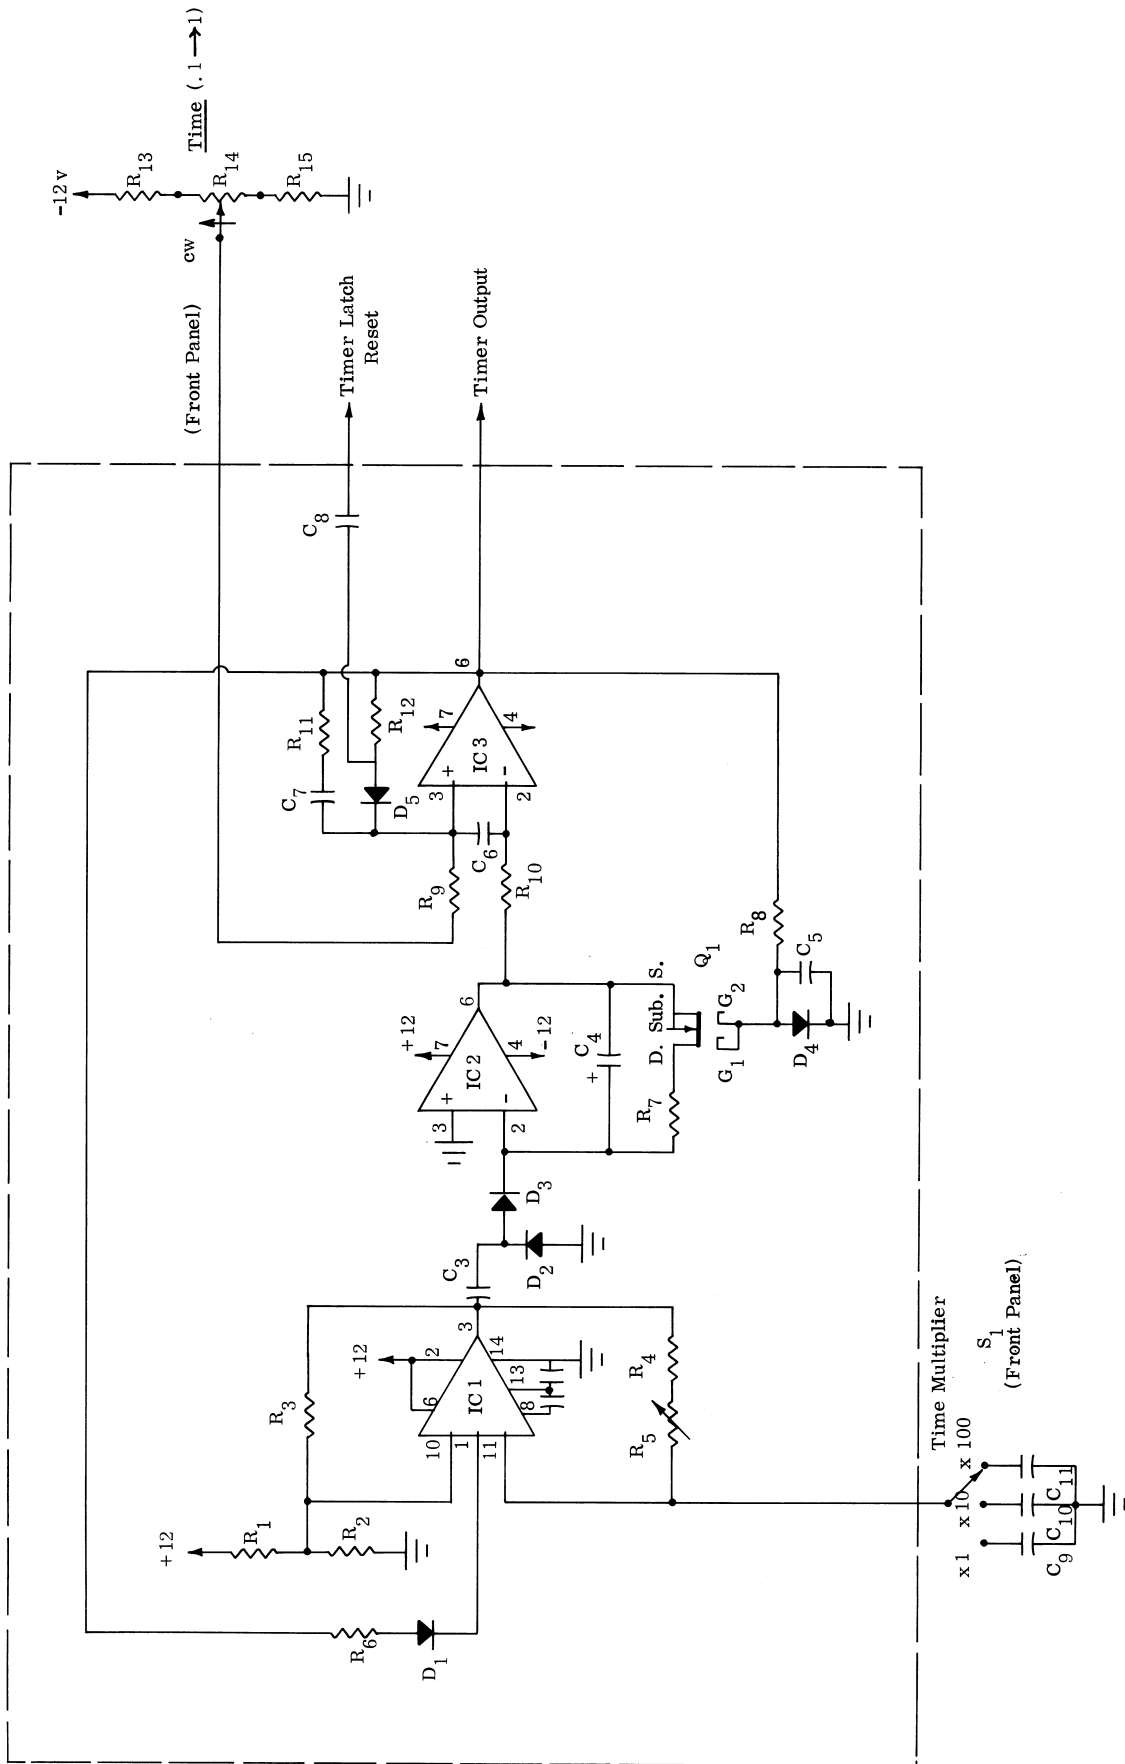 -12 v
R13
R14
R15
Time (.1 → 1)
cw
(Front Panel)
Timer Latch
Reset
C8
Timer Output
R11
C7
R12
D5
6
7
4
IC 3
+
-
3
2
R9
C6
R10
R8
C5
D4
+12
7
6
IC 2
4
-12
+
-
3
2
C4
+
D. Sub. S.
R7
G1
G2
Q1
D3
D2
C3
+12
R3
3
2
14
13
6
8
IC 1
10
1
11
R4
R5
+12
R1
R2
R6
D1
Time Multiplier
S1
(Front Panel)
x 1
x 10
x 100
C9
C10
C11